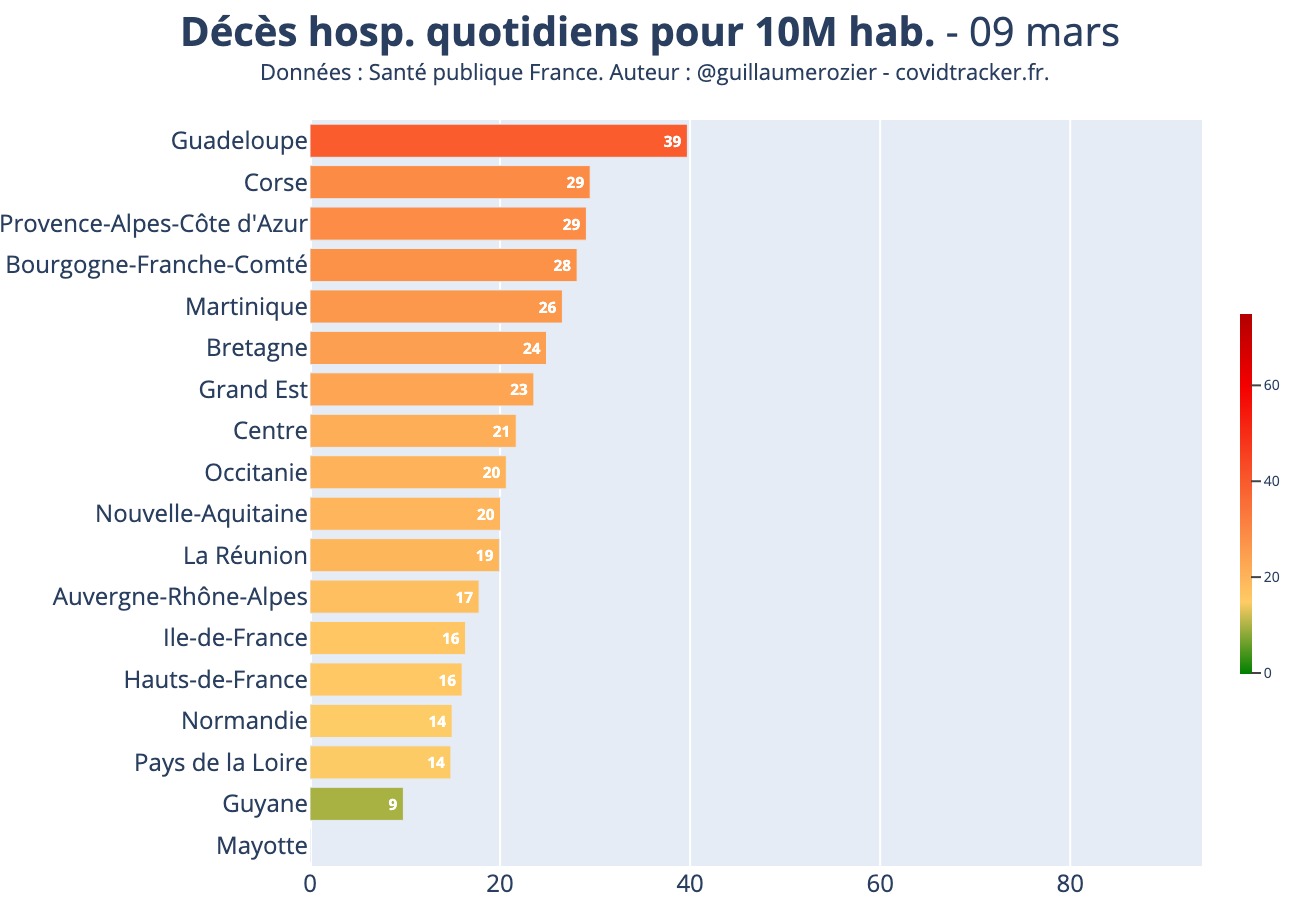 Décès hosp. quotidiens pour 10M hab. - 09 mars
Données : Santé publique France. Auteur : @guillaumerozier - covidtracker.fr.
Guadeloupe 39
Corse 29
Provence-Alpes-Côte d'Azur 29
Bourgogne-Franche-Comté 28
Martinique 26
Bretagne 24
Grand Est 23
Centre 21
Occitanie 20
Nouvelle-Aquitaine 20
La Réunion 19
Auvergne-Rhône-Alpes 17
Ile-de-France 16
Hauts-de-France 16
Normandie 14
Pays de la Loire 14
Guyane 9
Mayotte
0 20 40 60 80
60
40
20
0